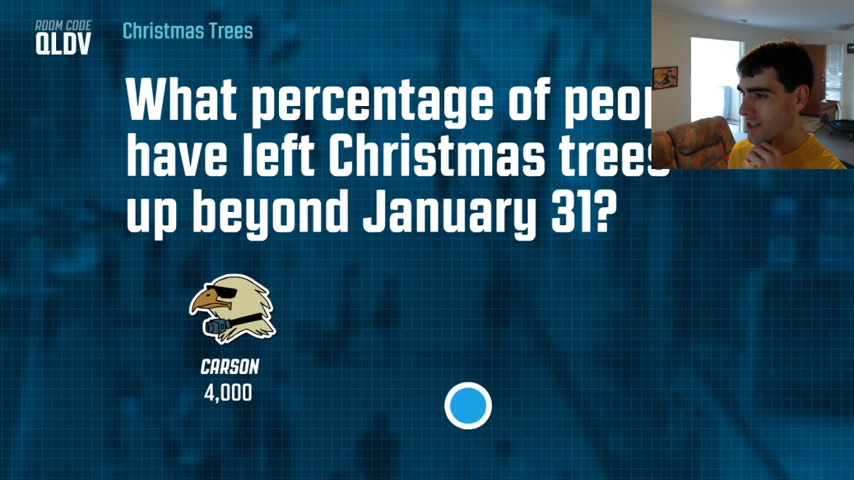 ROOM CODE
QLDV
Christmas Trees
What percentage of
have left Christmas trees
up beyond January 31?
CARSON
4,000